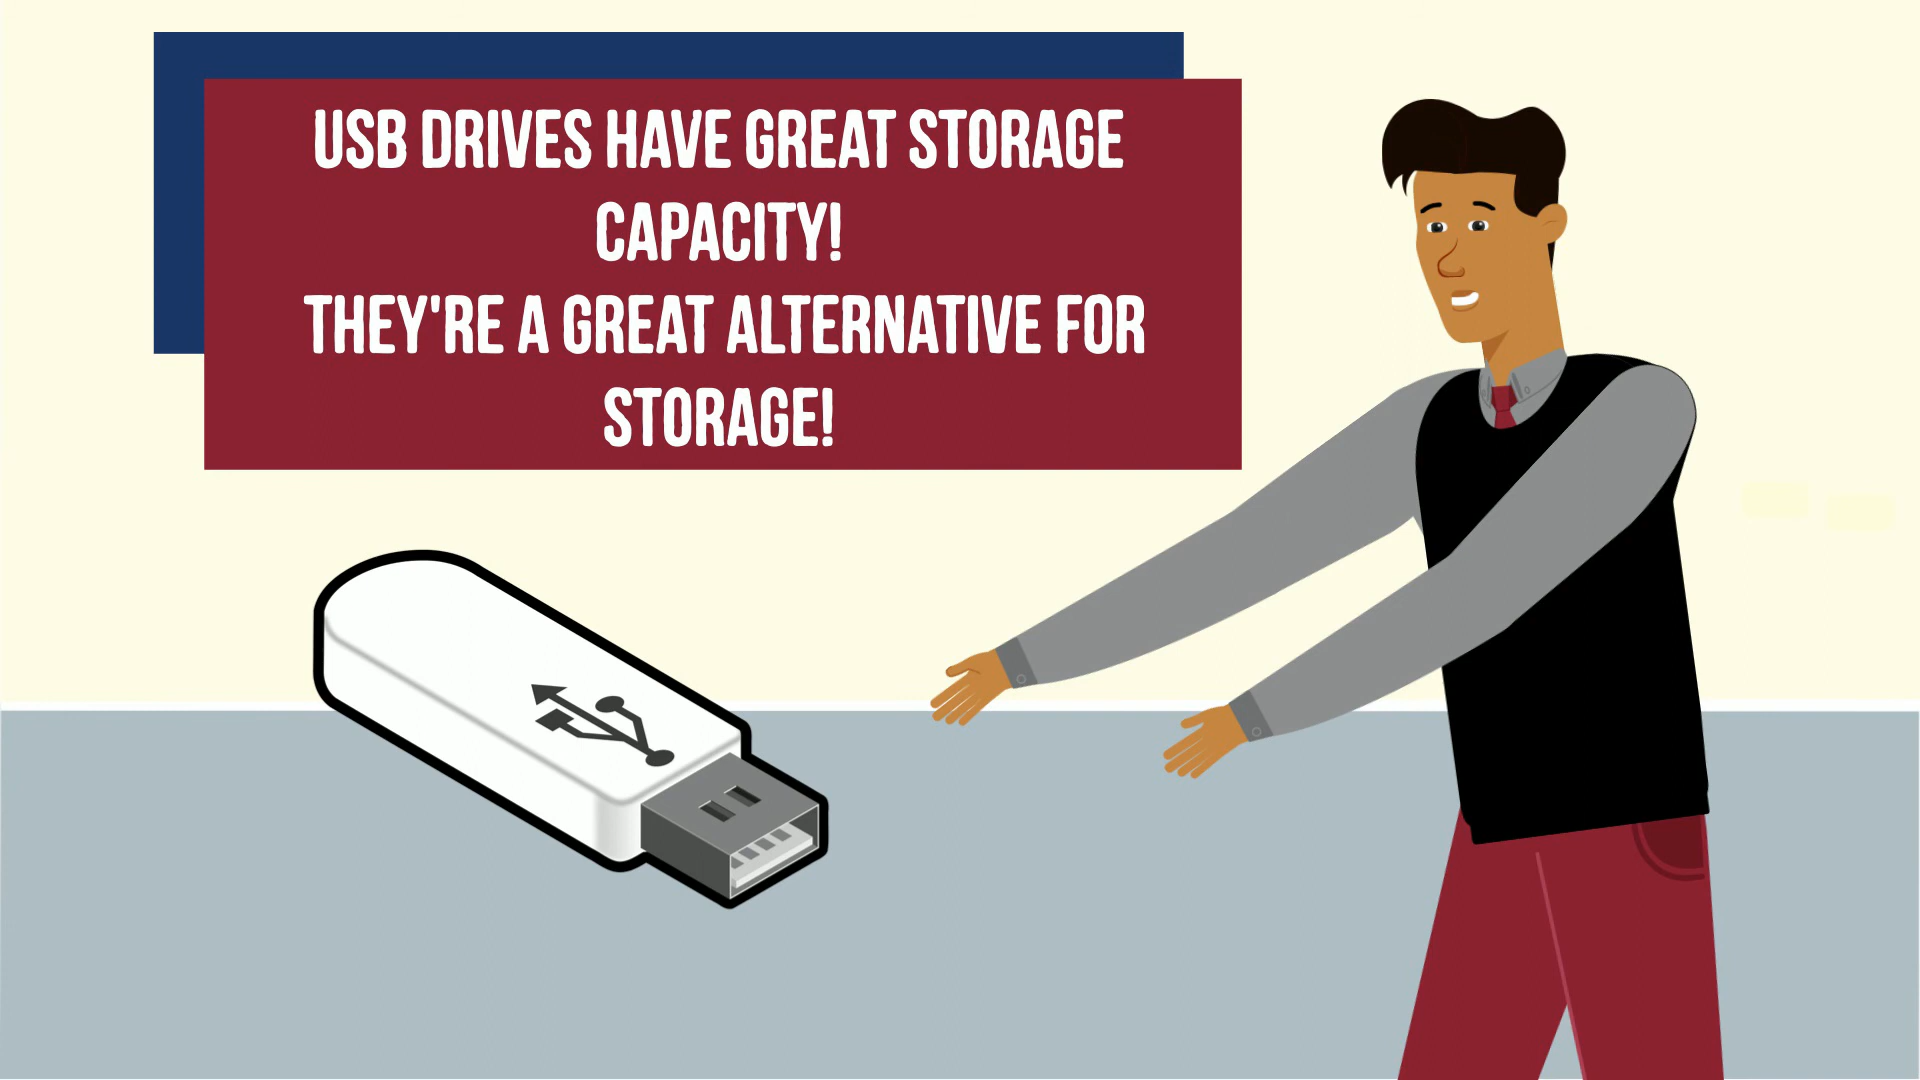 USB DRIVES HAVE GREAT STORAGE
CAPACITY!
THEY'RE A GREAT ALTERNATIVE FOR
STORAGE!